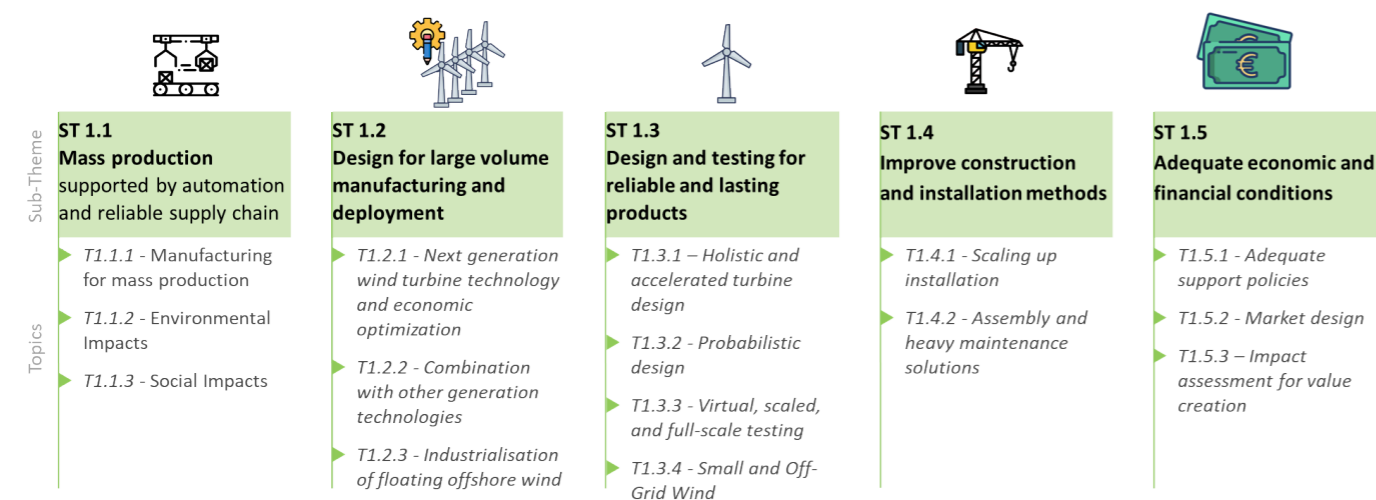 Sub-Theme
ST 1.1
Mass production
supported by automation
and reliable supply chain
ST 1.2
Design for large volume
manufacturing and
deployment
ST 1.3
Design and testing for
reliable and lasting
products
ST 1.4
Improve construction
and installation methods
ST 1.5
Adequate economic and
financial conditions
Topics
T1.1.1 - Manufacturing
for mass production
T1.1.2 - Environmental
Impacts
T1.1.3 - Social Impacts
T1.2.1 - Next generation
wind turbine technology
and economic
optimization
T1.2.2 - Combination
with other generation
technologies
T1.2.3 - Industrialisation
of floating offshore wind
T1.3.1 – Holistic and
accelerated turbine
design
T1.3.2 - Probabilistic
design
T1.3.3 - Virtual, scaled,
and full-scale testing
T1.3.4 - Small and Off-
Grid Wind
T1.4.1 - Scaling up
installation
T1.4.2 - Assembly and
heavy maintenance
solutions
T1.5.1 - Adequate
support policies
T1.5.2 - Market design
T1.5.3 – Impact
assessment for value
creation